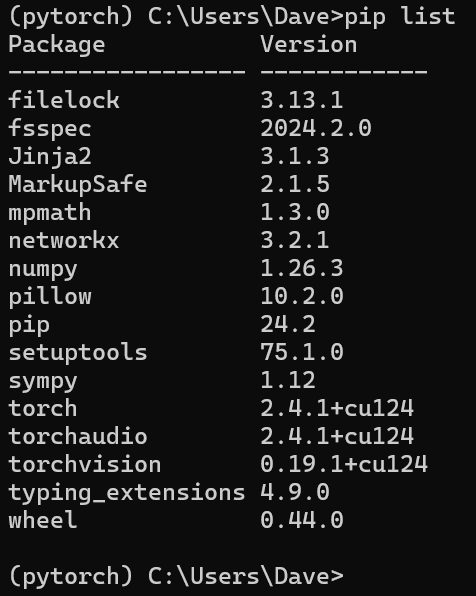 (pytorch) C:\Users\Dave>pip list
Package           Version
----------------- ------------
filelock          3.13.1
fsspec            2024.2.0
Jinja2            3.1.3
MarkupSafe        2.1.5
mpmath            1.3.0
networkx          3.2.1
numpy             1.26.3
pillow            10.2.0
pip               24.2
setuptools        75.1.0
sympy             1.12
torch             2.4.1+cu124
torchaudio        2.4.1+cu124
torchvision       0.19.1+cu124
typing_extensions 4.9.0
wheel             0.44.0
(pytorch) C:\Users\Dave>